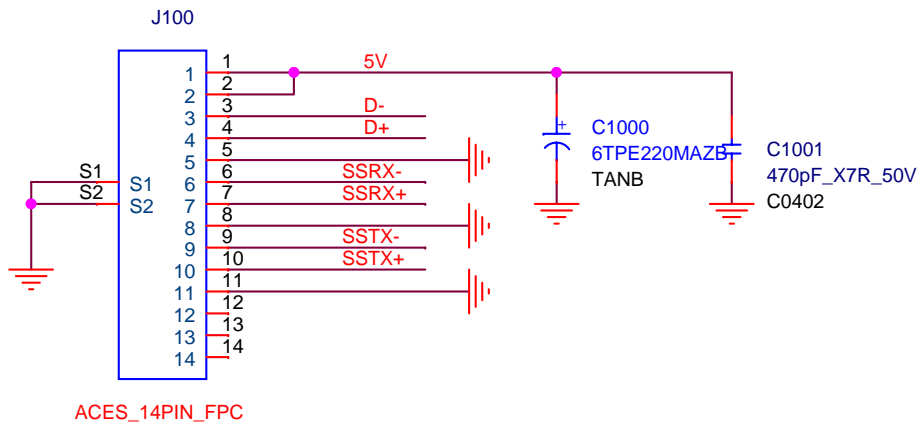 J100
1 1 5V
2 2
3 3 D-
4 4 D+
5 5
6 6 SSRX-
7 7 SSRX+
8 8
9 9 SSTX-
10 10 SSTX+
11 11
12 12
13 13
14 14
S1 S1
S2 S2
ACES_14PIN_FPC
+
C1000
6TPE220MAZB
TANB
C1001
470pF_X7R_50V
C0402